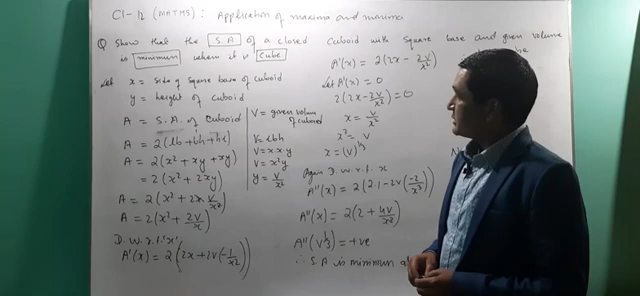 Cl-12 (MATHS): Application of maxima and minima
Q Show that the S.A of a closed Cuboid with Square base and given volume
is minimum when it is cube
Let x = side of Square base of cuboid
y = height of Cuboid
A = S.A. of Cuboid
A = 2(lb+bh+hl)
A = 2(x²+xy+xy)
= 2(x²+2xy)
A = 2(x²+2x.V/x²)
A = 2(x²+2V/x)
D.W.r.t.'x'
A'(x) = 2(2x+2V(-1/x²))
V = given volum of cuboid
V=lbh
V=x.x.y
V=x²y
y = V/x²
A'(x) = 2(2x - 2V/x²)
Let A'(x) = 0
2(2x-2V/x²)=0
x = V/x²
x³ = V
x = (V)^1/3
Again D.W.r.t. x
A''(x) = 2(2.1-2V(-2/x³))
A''(x) = 2(2+4V/x³)
A''(V^1/3) = +ve
∴ S.A is minimum at